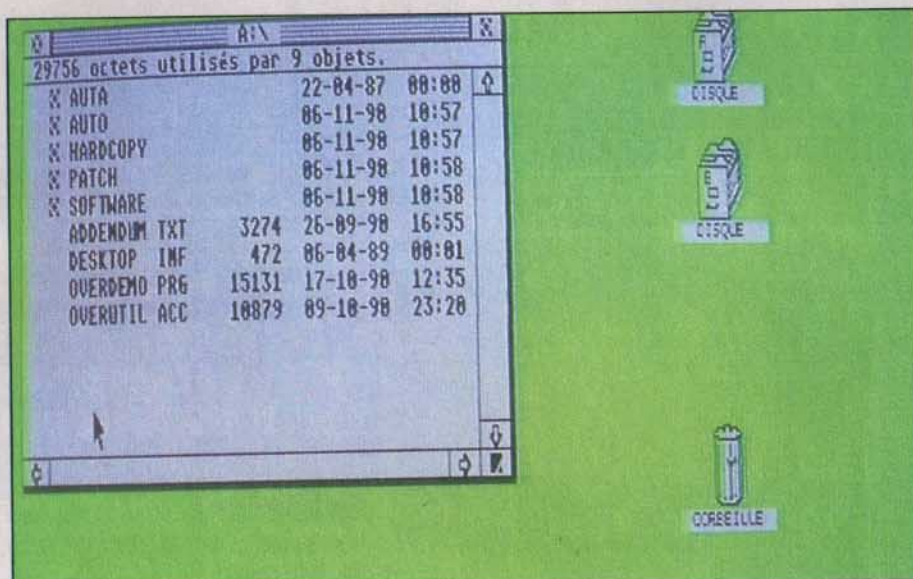 A:\
29756 octets utilisés par 9 objets.
AUTA 22-04-87 00:00
AUTO 06-11-90 10:57
HARDCOPY 06-11-90 10:57
PATCH 06-11-90 10:58
SOFTWARE 06-11-90 10:58
ADDENDUM TXT 3274 26-09-90 16:55
DESKTOP INF 472 06-04-89 00:01
OVERDEMO PRG 15131 17-10-90 12:35
OVERUTIL ACC 10879 09-10-90 23:20
DISQUE
DISQUE
CORBEILLE